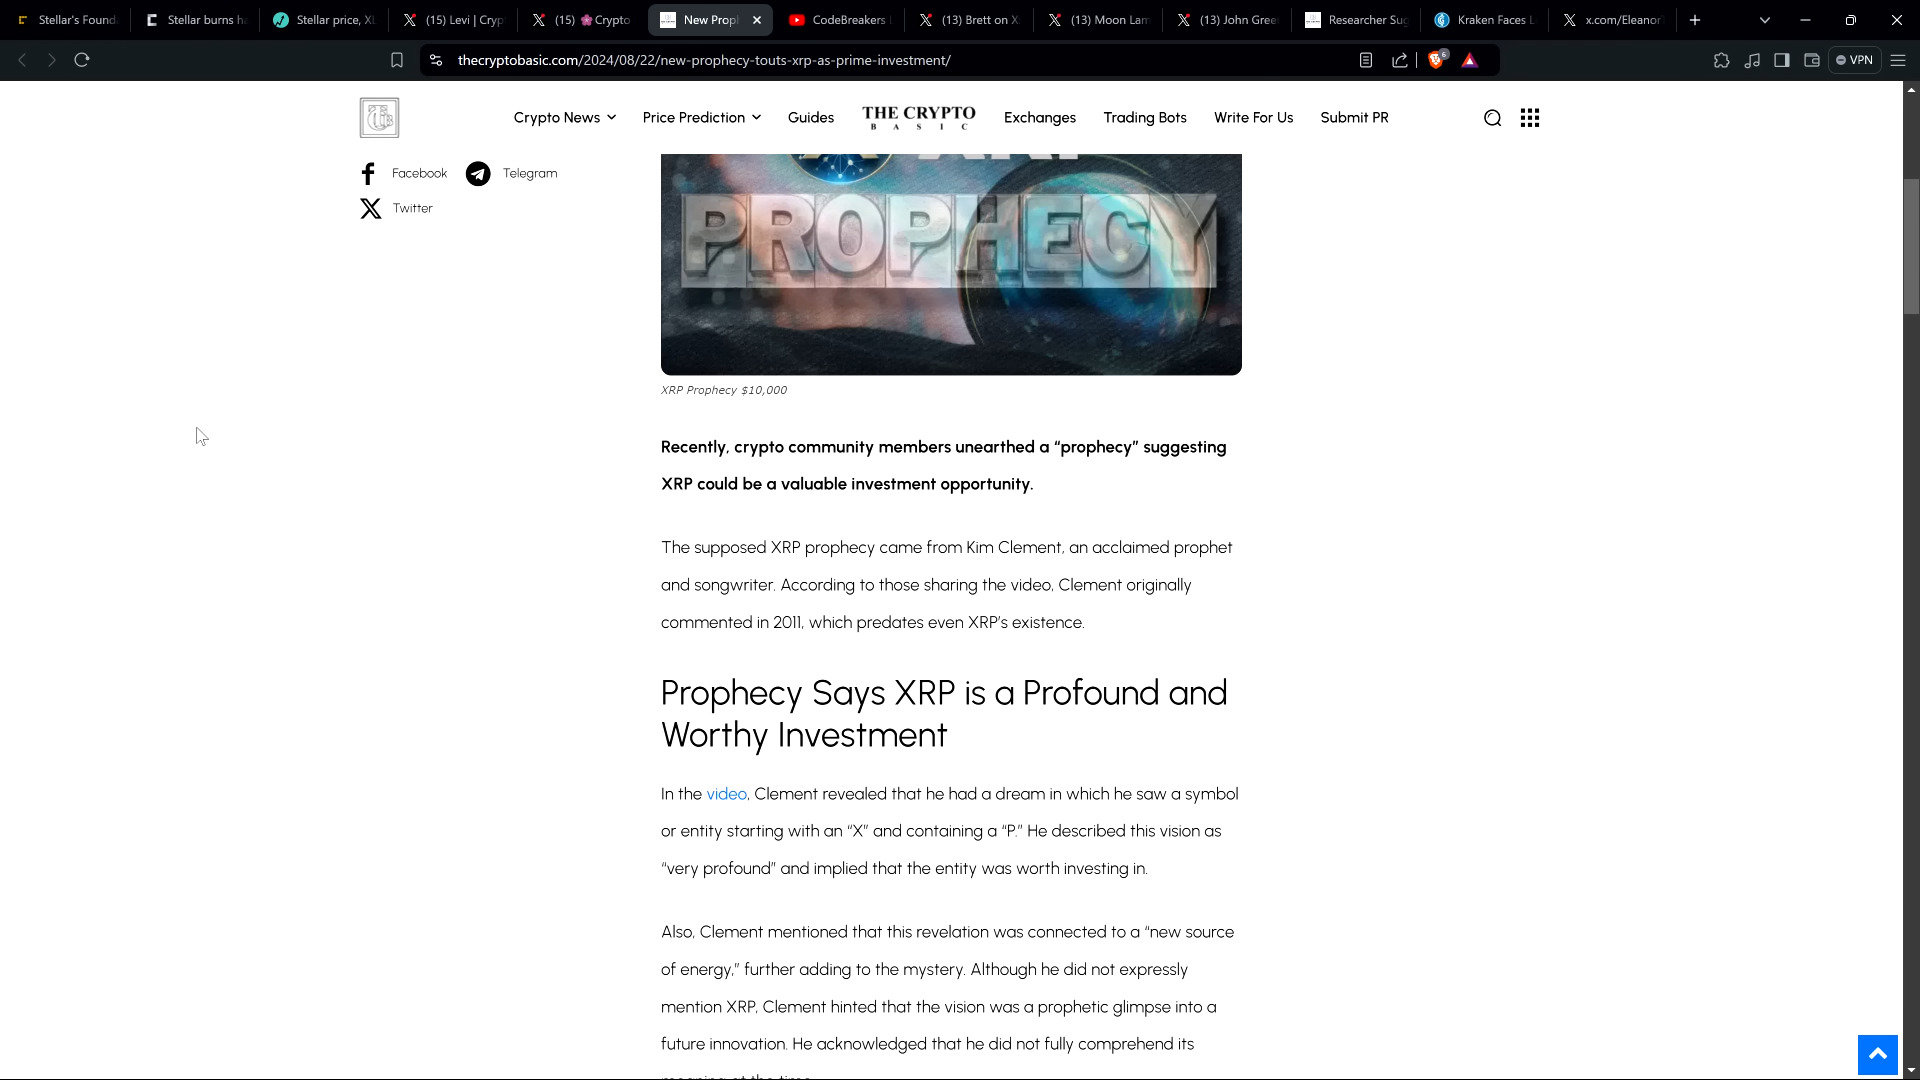 Stellar's Found
Stellar burns ha
Stellar price, XL
(15) Levi | Cryp
(15) 🌸Crypto
New Prop
CodeBreakers
(13) Brett on X
(13) Moon Lam
(13) John Gree
Researcher Sug
Kraken Faces L
x.com/Eleanor
thecryptobasic.com/2024/08/22/new-prophecy-touts-xrp-as-prime-investment/
6
VPN
Crypto News
Price Prediction
Guides
THE CRYPTO
BASIC
Exchanges
Trading Bots
Write For Us
Submit PR
Facebook
Telegram
Twitter
PROPHECY
XRP Prophecy $10,000
Recently, crypto community members unearthed a “prophecy” suggesting
XRP could be a valuable investment opportunity.
The supposed XRP prophecy came from Kim Clement, an acclaimed prophet
and songwriter. According to those sharing the video, Clement originally
commented in 2011, which predates even XRP’s existence.
Prophecy Says XRP is a Profound and
Worthy Investment
In the video, Clement revealed that he had a dream in which he saw a symbol
or entity starting with an “X” and containing a “P.” He described this vision as
“very profound” and implied that the entity was worth investing in.
Also, Clement mentioned that this revelation was connected to a “new source
of energy,” further adding to the mystery. Although he did not expressly
mention XRP, Clement hinted that the vision was a prophetic glimpse into a
future innovation. He acknowledged that he did not fully comprehend its